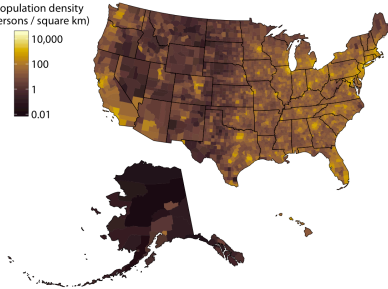 opulation density
ersons / square km)
10,000
100
1
0.01